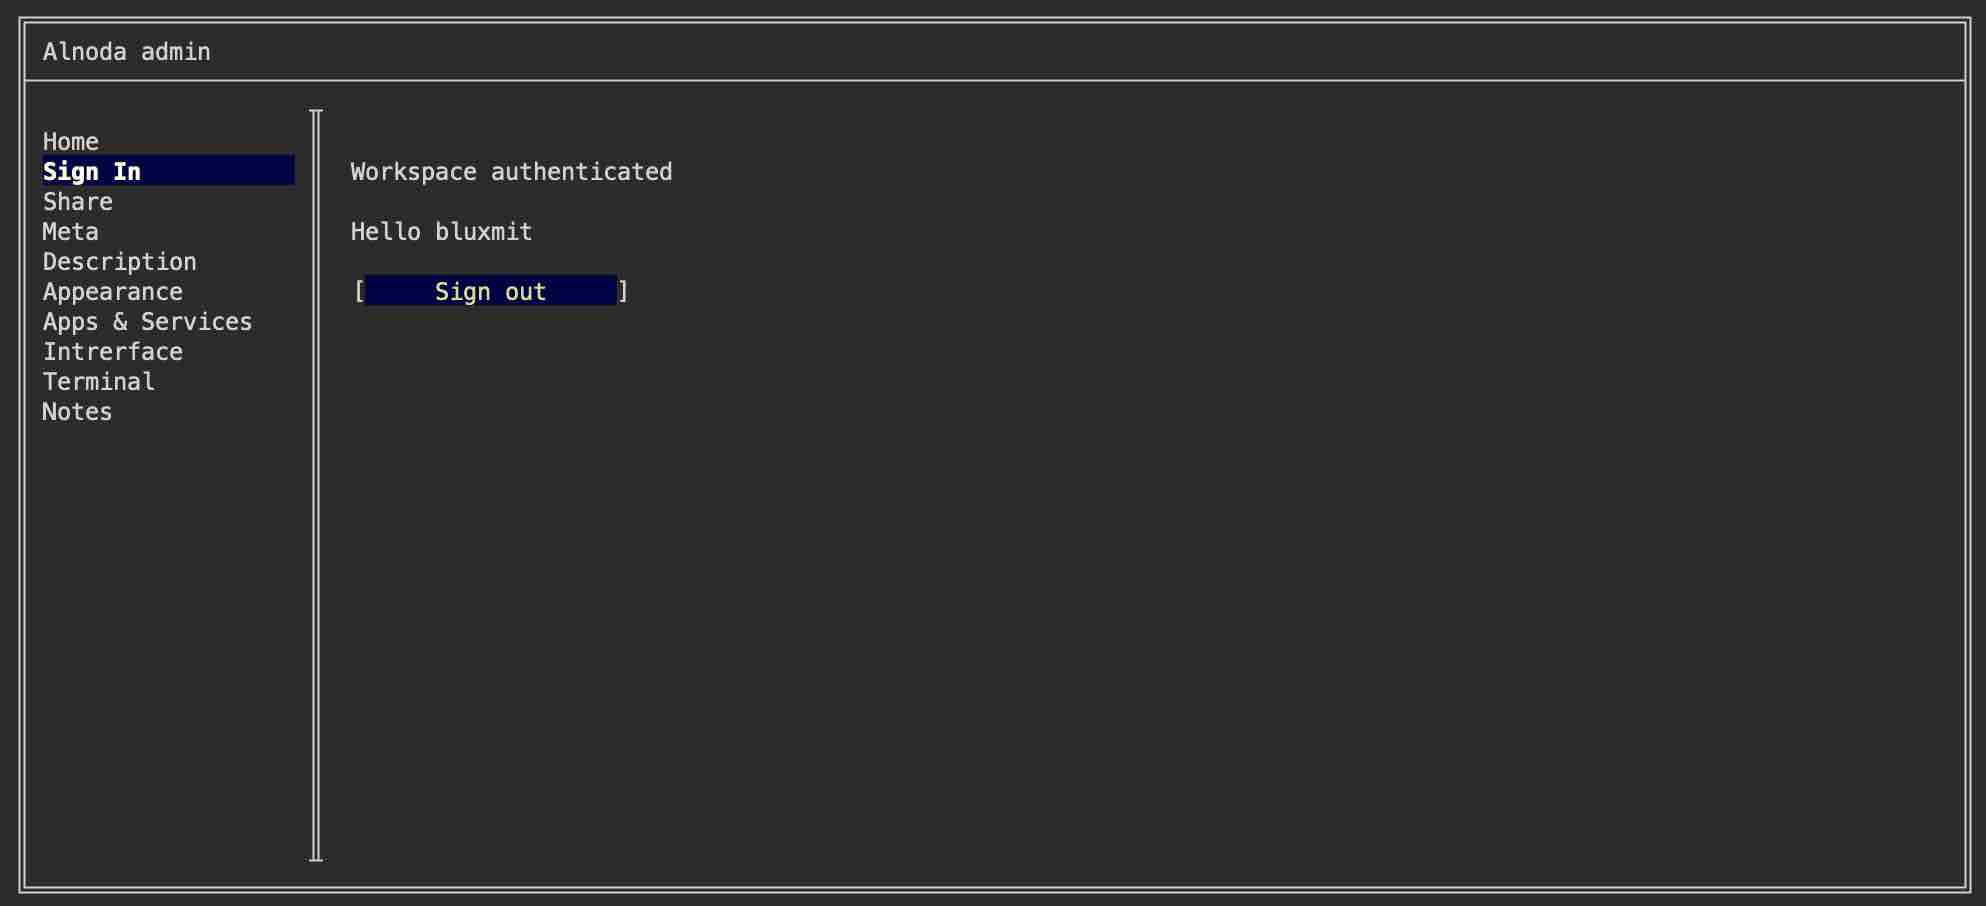 Alnoda admin
Home
Sign In
Share
Meta
Description
Appearance
Apps & Services
Intrerface
Terminal
Notes
Workspace authenticated
Hello bluxmit
[     Sign out     ]